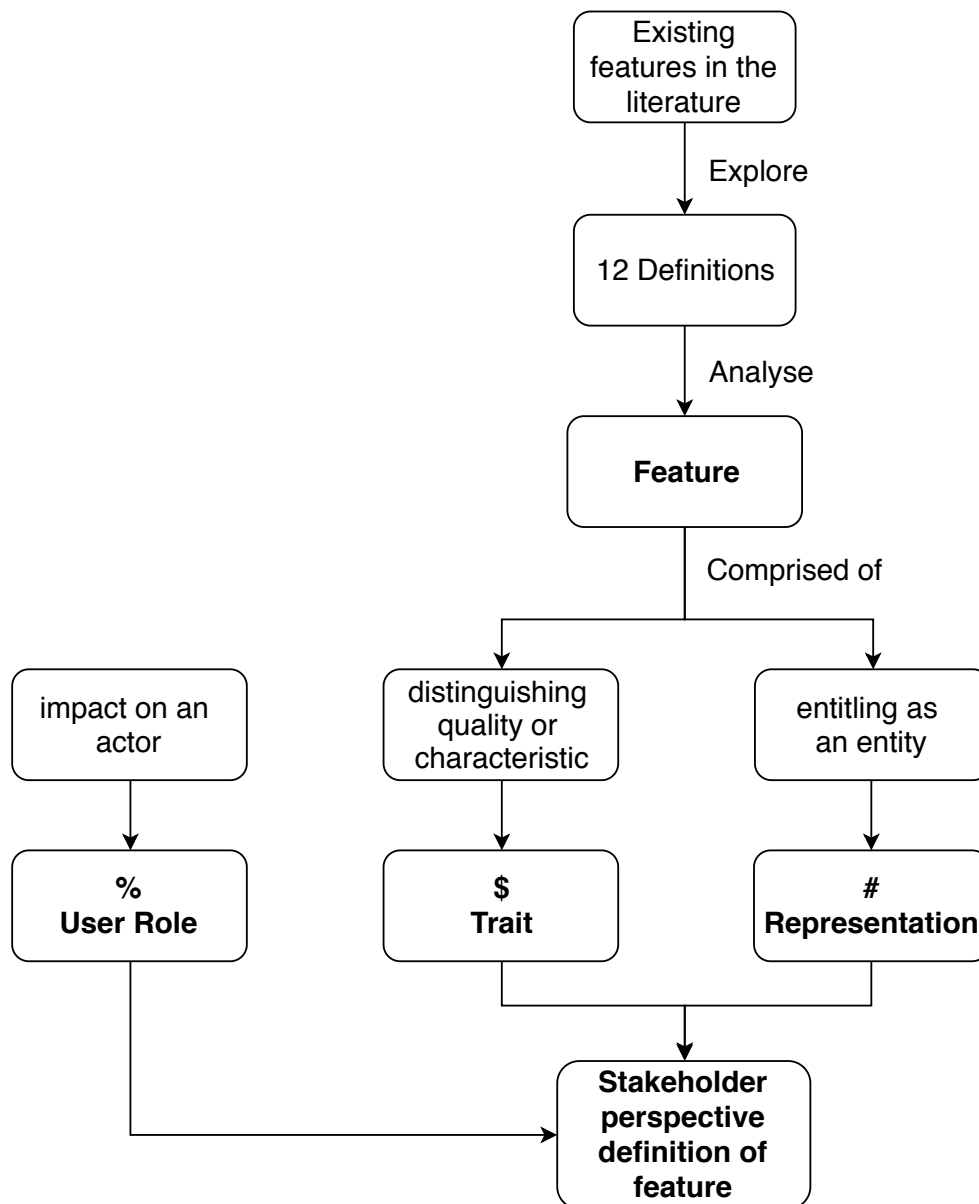 Existing
features in the
literature
Explore
12 Definitions
Analyse
Feature
Comprised of
impact on an
actor
distinguishing
quality or
characteristic
entitling as
an entity
%
User Role
$
Trait
#
Representation
Stakeholder
perspective
definition of
feature